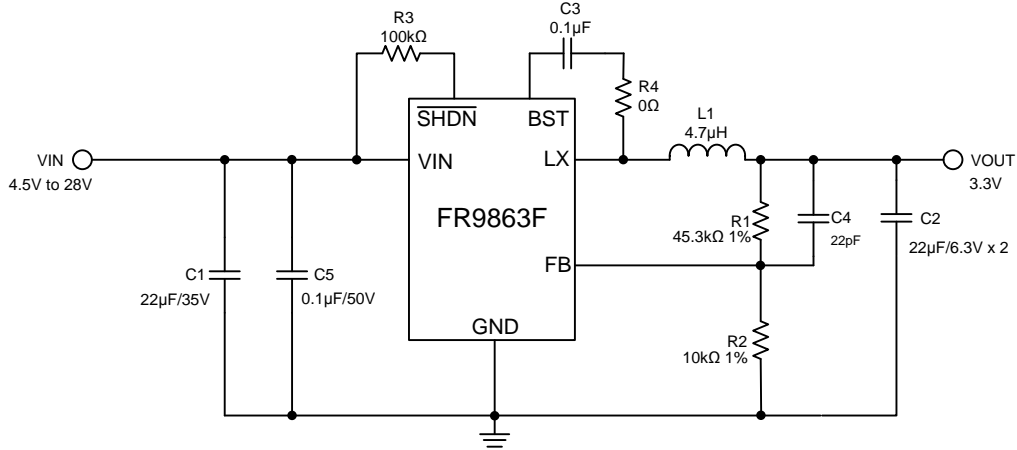 C3
0.1µF
R3
100kΩ
R4
0Ω
SHDN
BST
L1
4.7µH
VIN
4.5V to 28V
VIN
LX
VOUT
3.3V
FR9863F
R1
45.3kΩ 1%
C4
22pF
C2
22µF/6.3V x 2
FB
C1
22µF/35V
C5
0.1µF/50V
GND
R2
10kΩ 1%